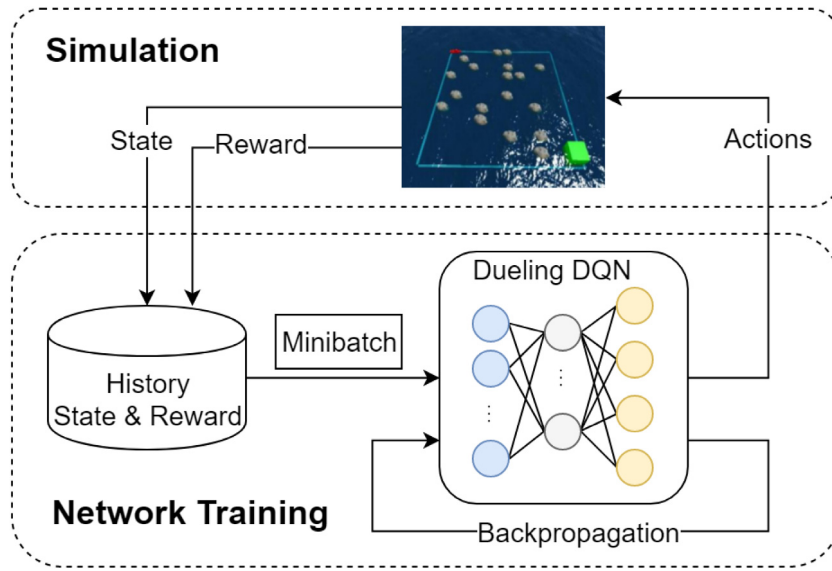 Simulation
State
Reward
Actions
Dueling DQN
Minibatch
History
State & Reward
Network Training
Backpropagation